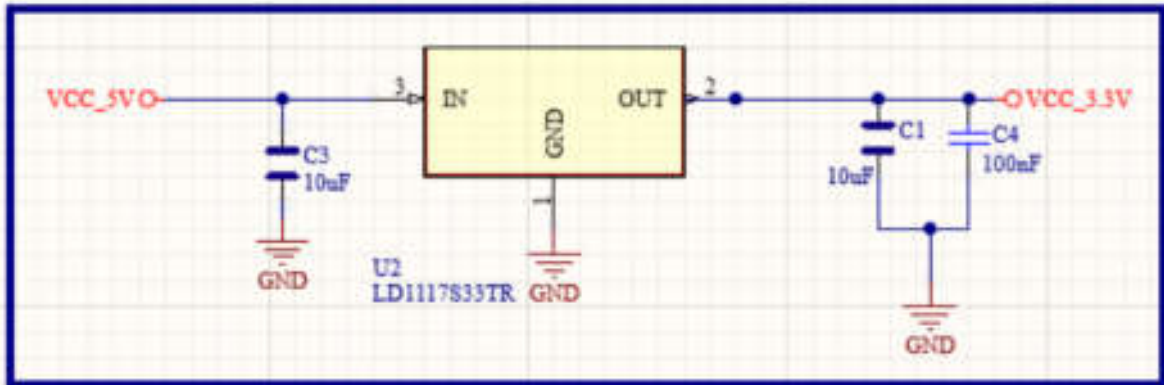 VCC_5V
3
IN
OUT
GND
2
1
VCC_3.3V
C3
10uF
C1
10uF
C4
100nF
GND
U2
LD1117S33TR
GND
GND